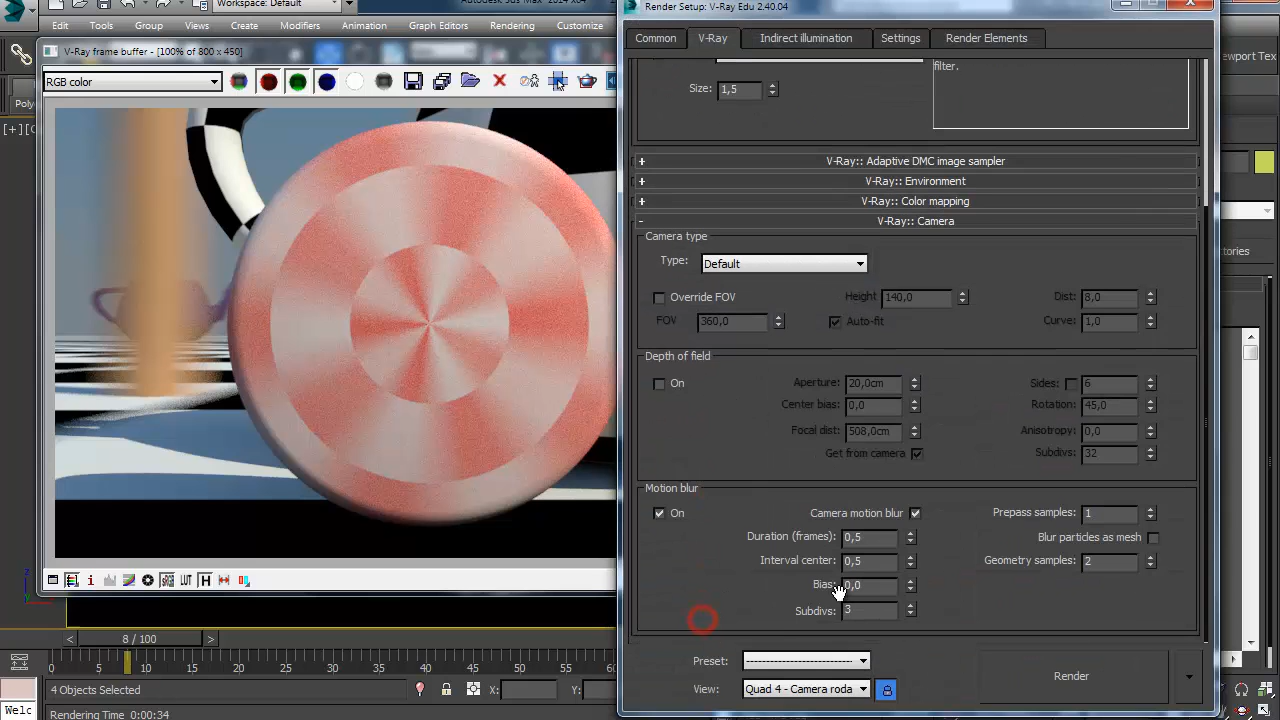 Workspace: Default
Autodesk 3ds Max 2014 x64
Render Setup: V-Ray Edu 2.40.04
Edit Tools Group Views Create Modifiers Animation Graph Editors Rendering Customize
Common V-Ray Indirect illumination Settings Render Elements
V-Ray frame buffer - [100% of 800 x 450]
RGB color
filter.
Size: 1,5
[+]
+ V-Ray:: Adaptive DMC image sampler
+ V-Ray:: Environment
+ V-Ray:: Color mapping
- V-Ray:: Camera
Camera type
Type: Default
Override FOV Height 140,0 Dist: 8,0
FOV 360,0 Auto-fit Curve: 1,0
Depth of field
On Aperture: 20,0cm Sides: 6
Center bias: 0,0 Rotation: 45,0
Focal dist: 508,0cm Anisotropy: 0,0
Get from camera Subdivs: 32
Motion blur
On Camera motion blur Prepass samples: 1
Duration (frames): 0,5 Blur particles as mesh
Interval center: 0,5 Geometry samples: 2
Bias: 0,0
Subdivs: 3
LUT H
< 8 / 100 >
0 5 10 15 20 25 30 35 40 45 50 55 60
Preset: ----------------------------
View: Quad 4 - Camera roda
Render
4 Objects Selected X: Y:
Welc Rendering Time 0:00:34